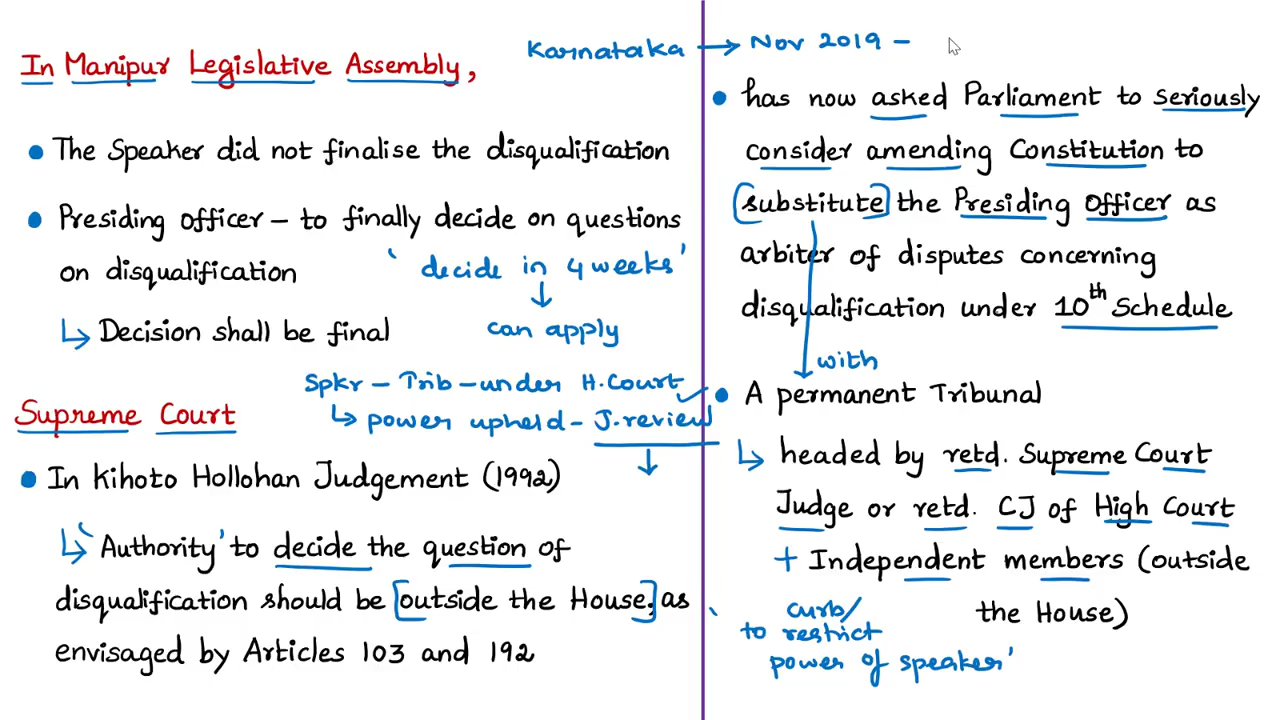 In Manipur Legislative Assembly,
• The Speaker did not finalise the disqualification
• Presiding officer – to finally decide on questions
on disqualification
‘decide in 4 weeks’
↓
can apply
↳ Decision shall be final
Spkr – Trib – under H.Court
↳ power upheld – J.review
↓
Supreme Court
• In Kihoto Hollohan Judgement (1992)
↳ ‘Authority’ to decide the question of
disqualification should be [outside the House,] as
envisaged by Articles 103 and 192
Karnataka → Nov 2019 –
• has now asked Parliament to seriously
consider amending Constitution to
[substitute] the Presiding Officer as
arbiter of disputes concerning
disqualification under 10th Schedule
with
• A permanent Tribunal
↳ headed by retd. Supreme Court
Judge or retd. CJ of High Court
+ Independent members (outside
the House)
‘curb/
to restrict
power of speaker’